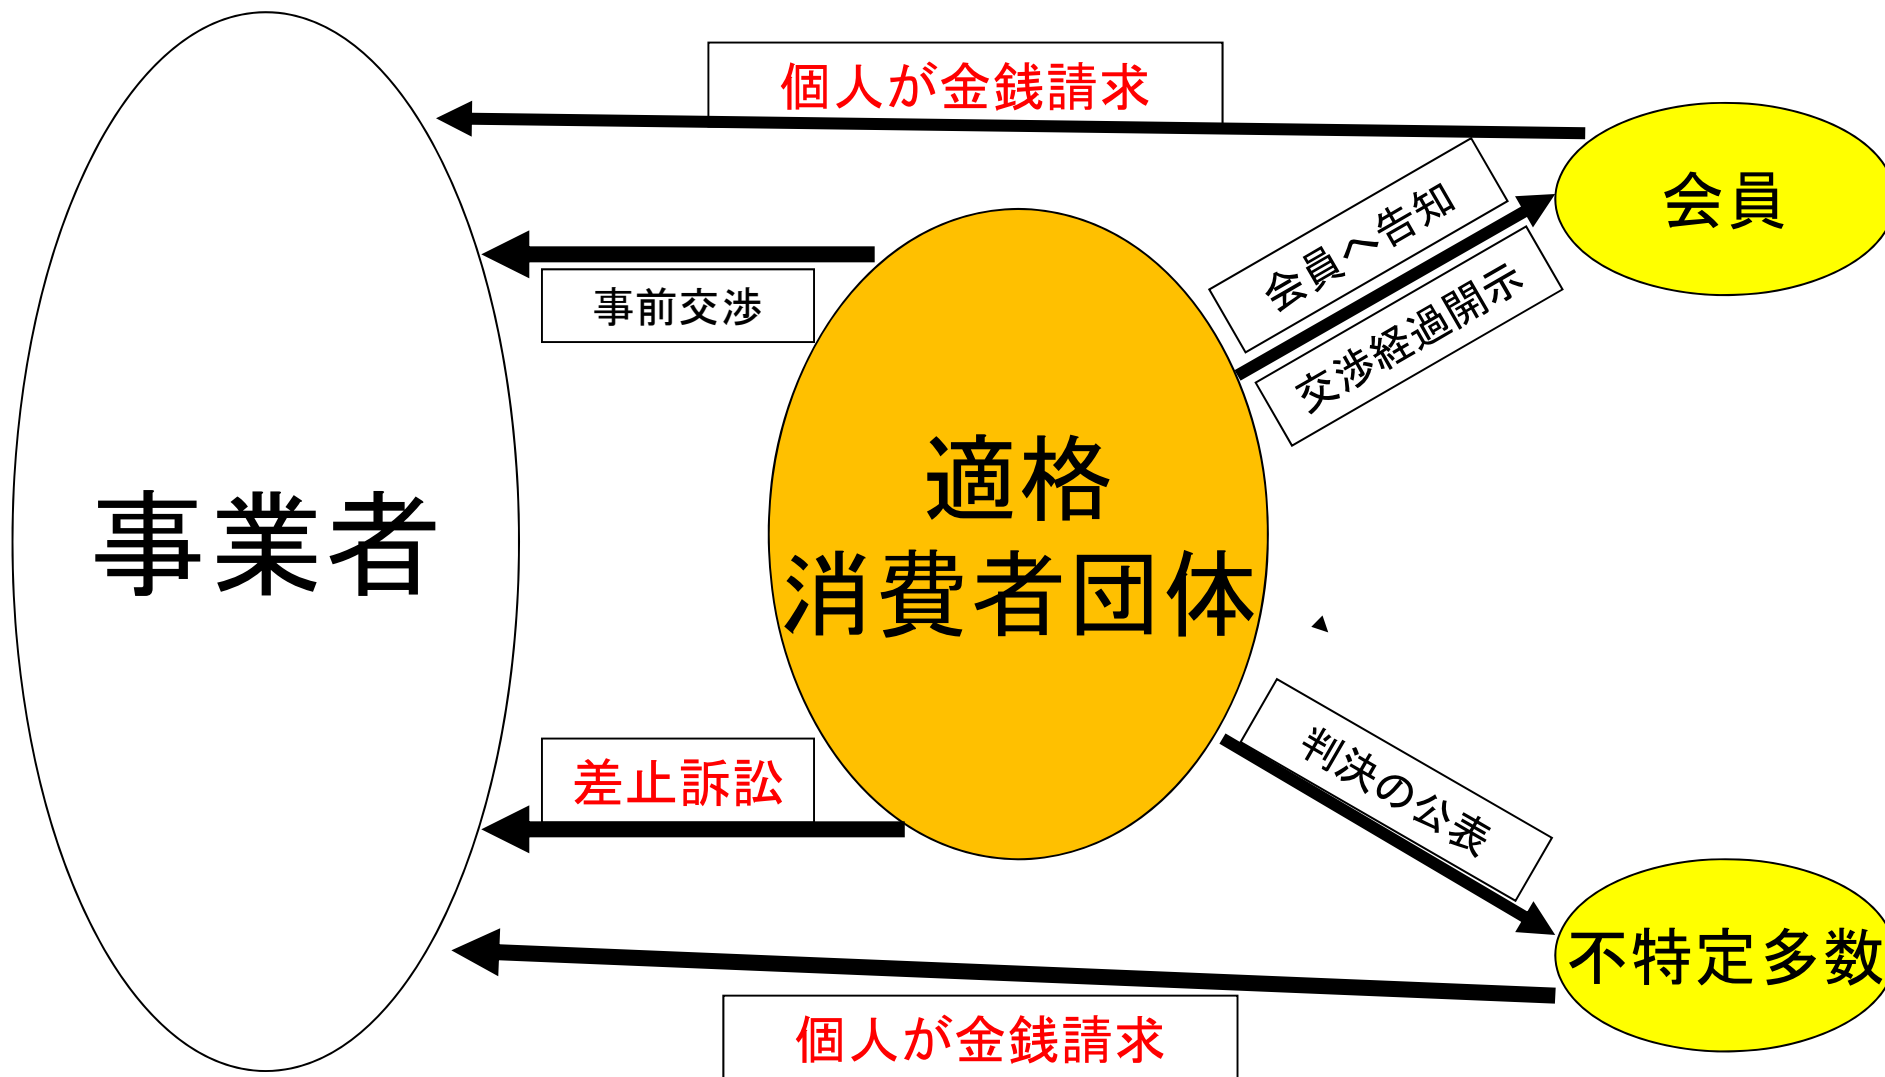 個人が金銭請求
会員
会員へ告知
事前交渉
交渉経過開示
適格
消費者団体
事業者
差止訴訟
判決の公表
不特定多数
個人が金銭請求